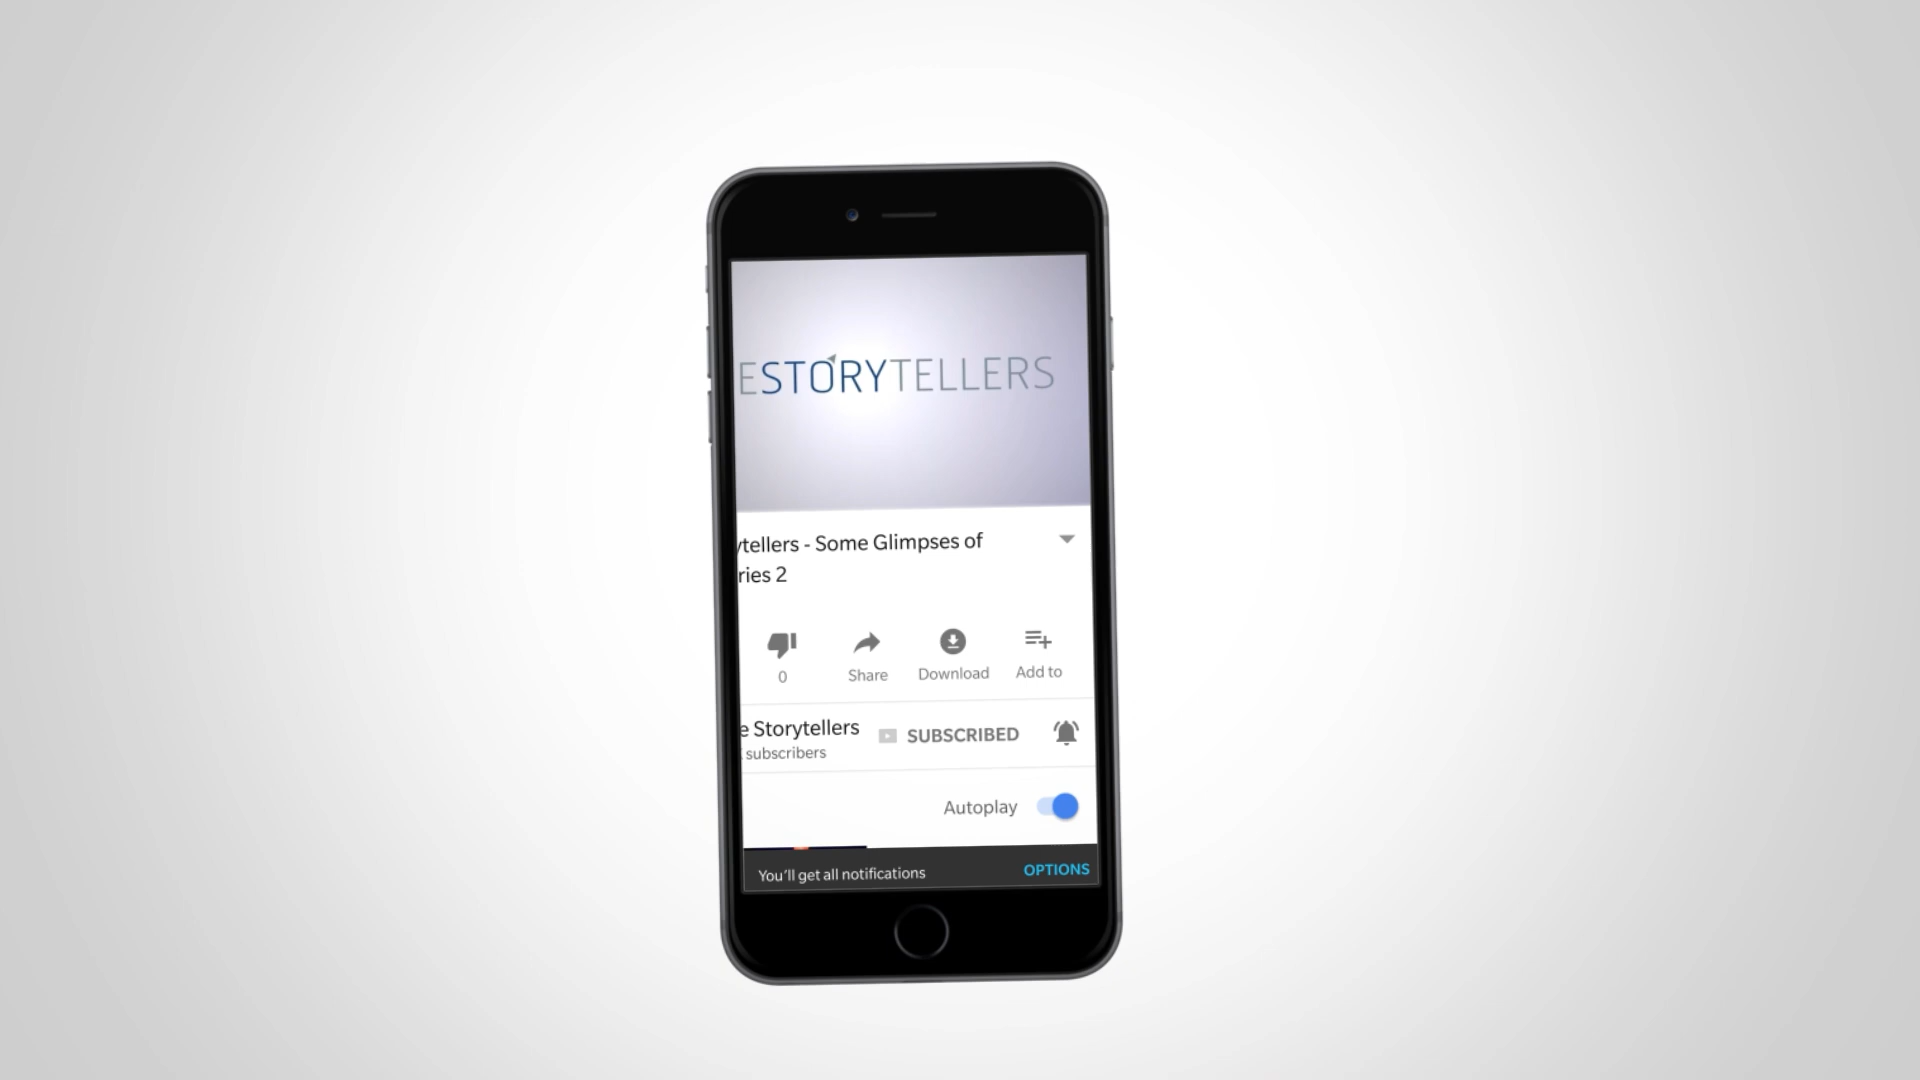 ESTORYTELLERS
ytellers - Some Glimpses of
ries 2
0
Share
Download
Add to
e Storytellers
SUBSCRIBED
subscribers
Autoplay
You'll get all notifications
OPTIONS